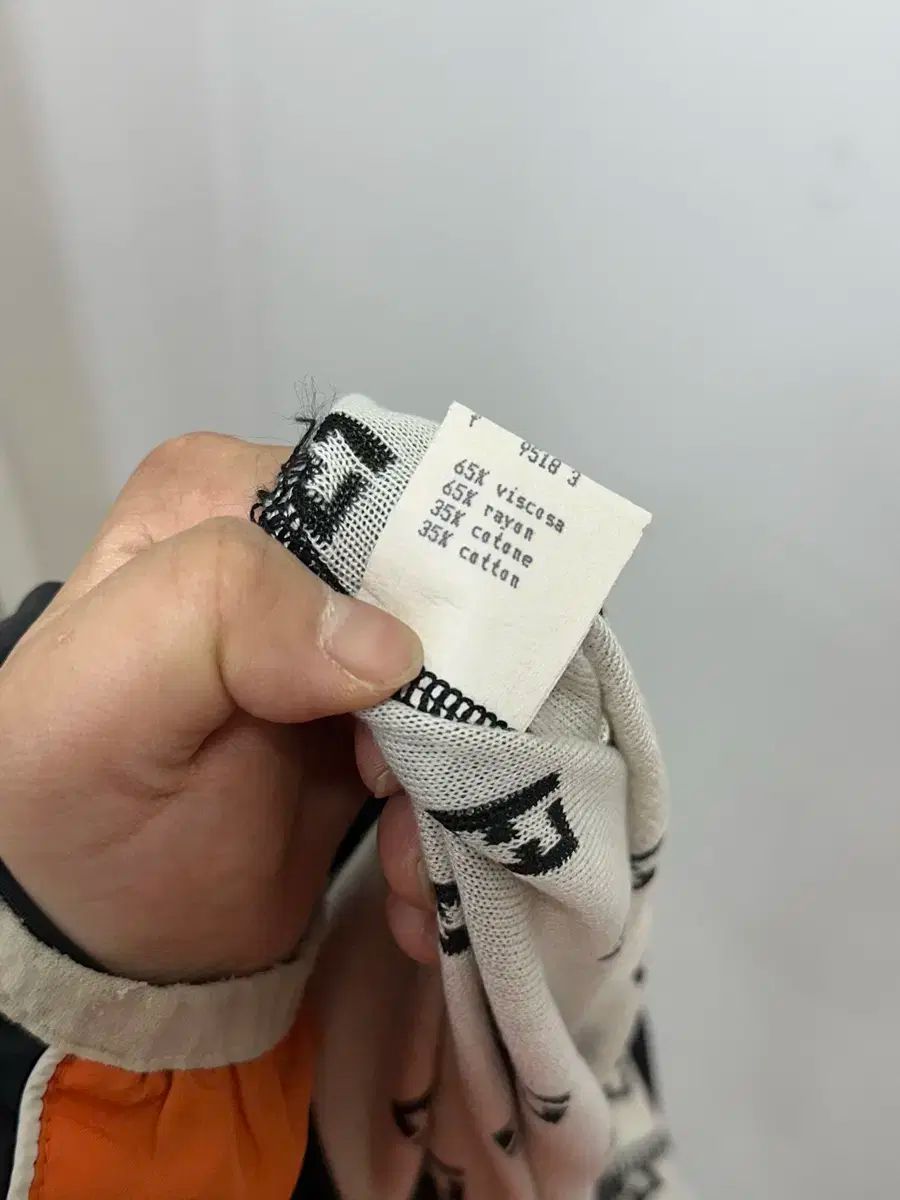 9518 3
65% viscosa
65% rayon
35% cotone
35% cotton